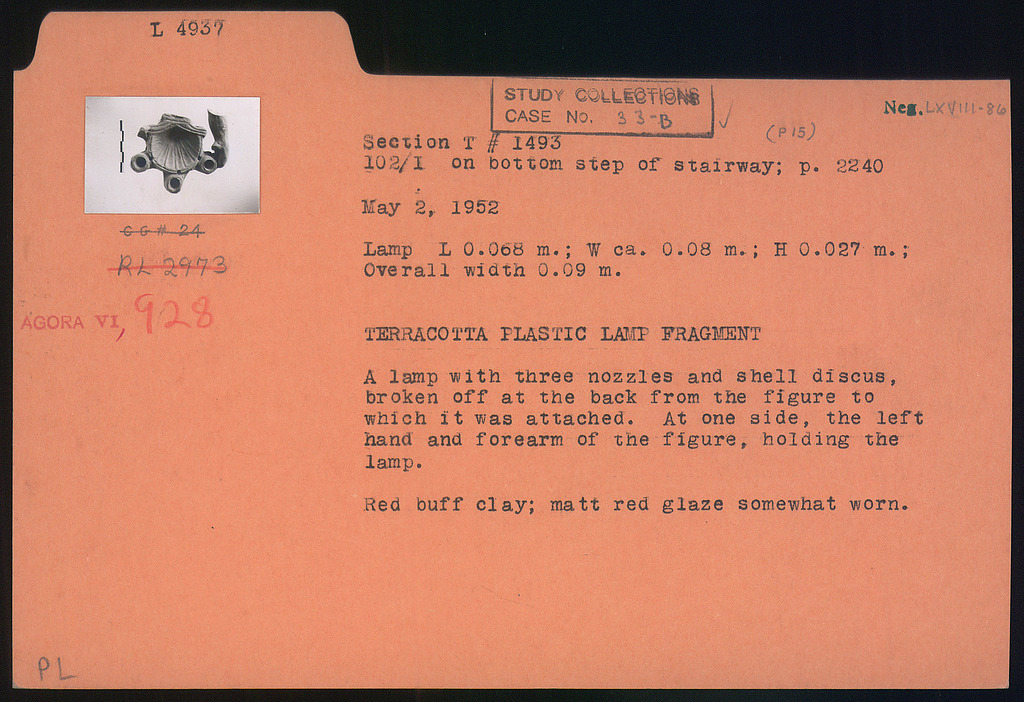 L 4937
STUDY COLLECTIONS
CASE No. 33-B
Neg. LXVIII-86
(P 15)
Section T # 1493
102/I on bottom step of stairway; p. 2240
May 2, 1952
C G # 24
RL 2973
AGORA VI, 928
Lamp L 0.068 m.; W ca. 0.08 m.; H 0.027 m.;
Overall width 0.09 m.
TERRACOTTA PLASTIC LAMP FRAGMENT
A lamp with three nozzles and shell discus,
broken off at the back from the figure to
which it was attached. At one side, the left
hand and forearm of the figure, holding the
lamp.
Red buff clay; matt red glaze somewhat worn.
PL